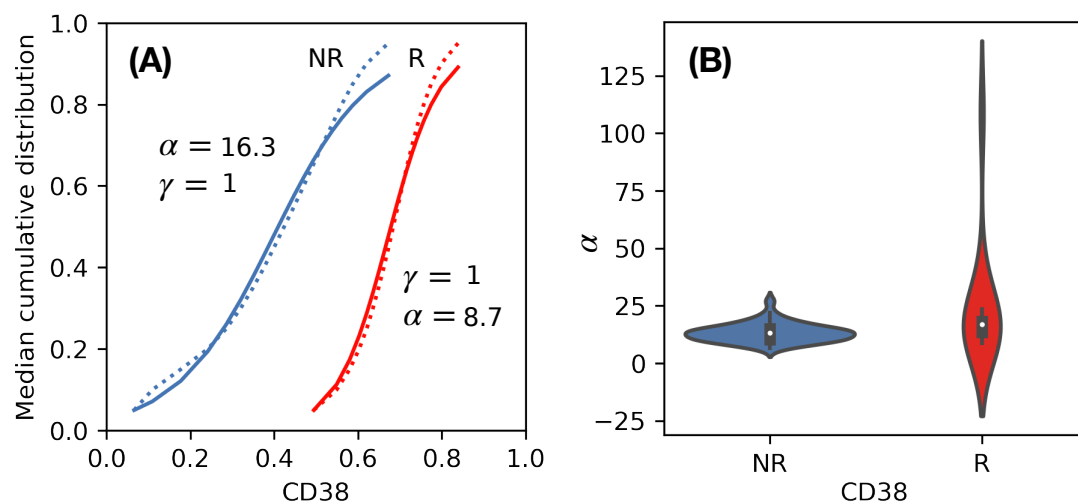 (A)
NR R
α = 16.3
γ = 1
γ = 1
α = 8.7
Median cumulative distribution
1.0
0.8
0.6
0.4
0.2
0.0
0.0 0.2 0.4 0.6 0.8 1.0
CD38
(B)
α
125
100
75
50
25
0
−25
NR R
CD38